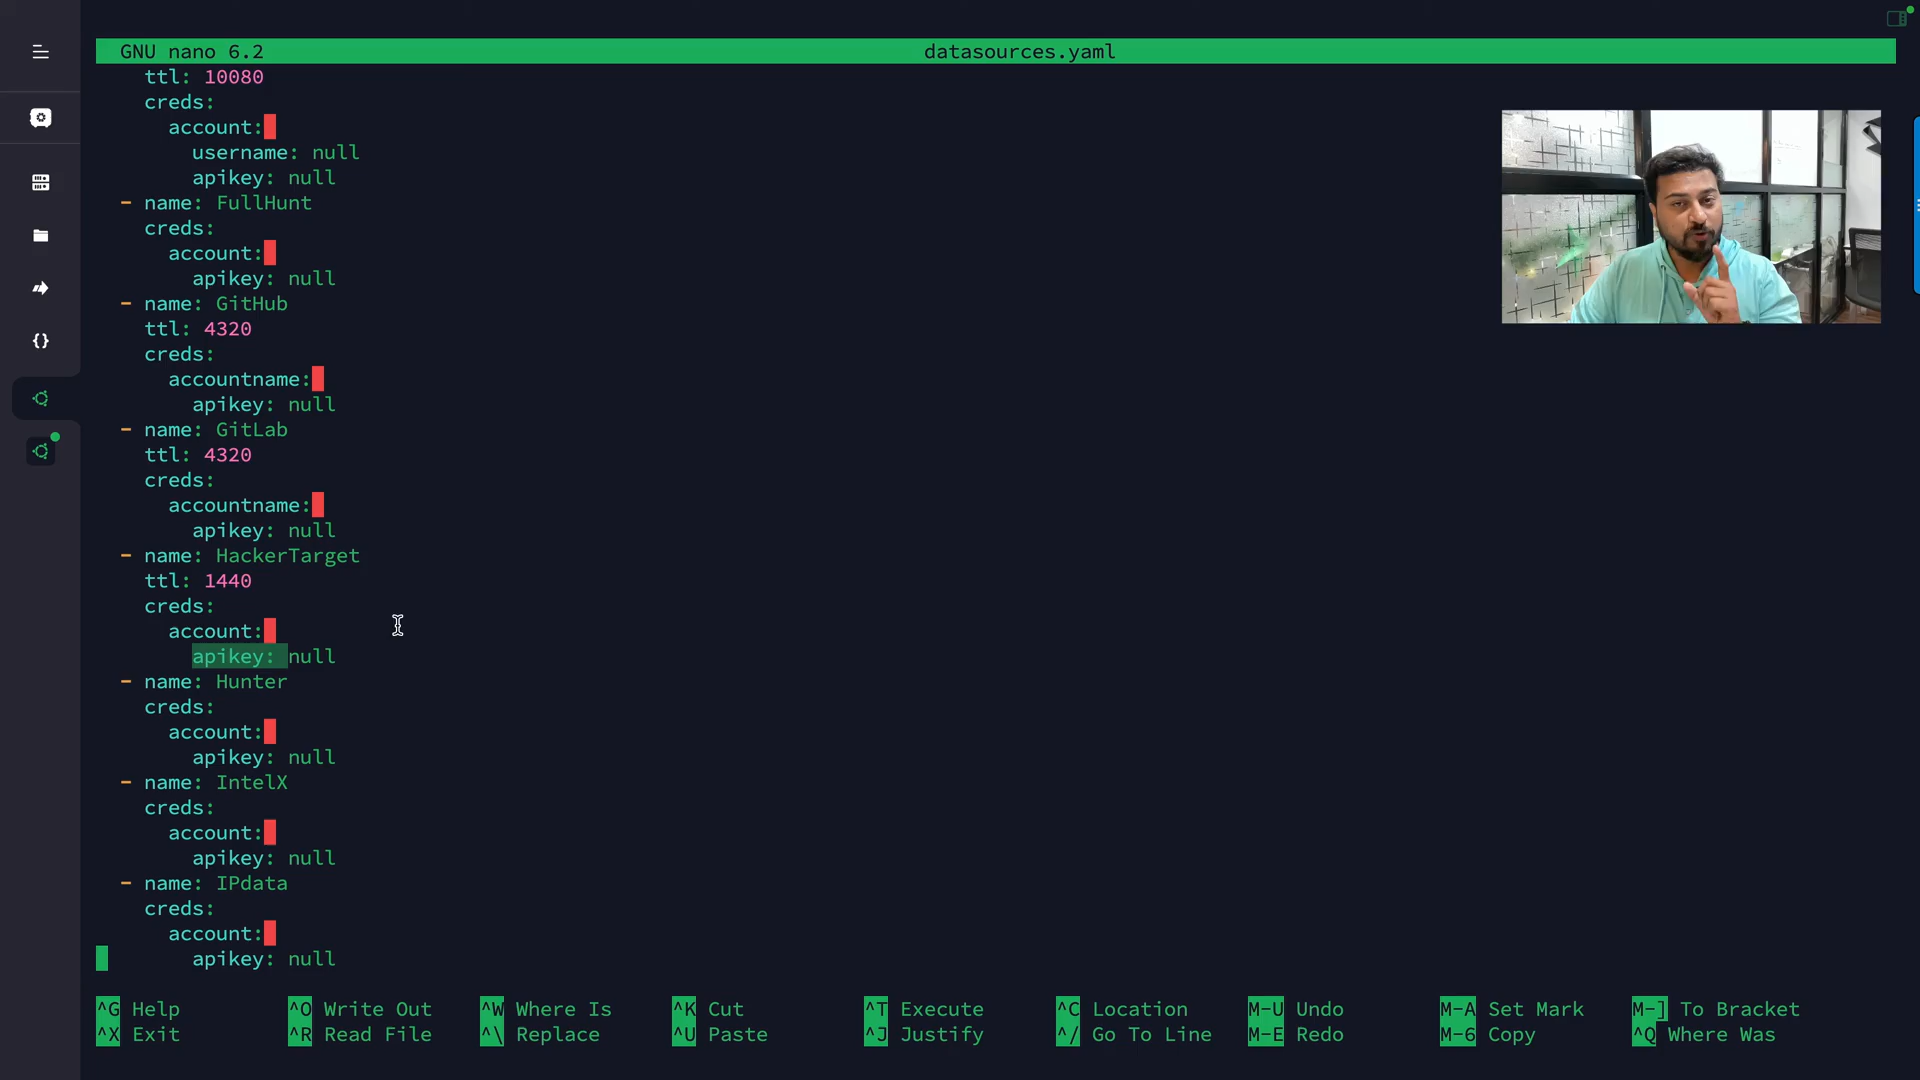 GNU nano 6.2 datasources.yaml
ttl: 10080
creds:
account:
username: null
apikey: null
- name: FullHunt
creds:
account:
apikey: null
- name: GitHub
ttl: 4320
creds:
accountname:
apikey: null
- name: GitLab
ttl: 4320
creds:
accountname:
apikey: null
- name: HackerTarget
ttl: 1440
creds:
account:
apikey: null
- name: Hunter
creds:
account:
apikey: null
- name: IntelX
creds:
account:
apikey: null
- name: IPdata
creds:
account:
apikey: null
^G Help ^O Write Out ^W Where Is ^K Cut ^T Execute ^C Location M-U Undo M-A Set Mark M-] To Bracket
^X Exit ^R Read File ^\ Replace ^U Paste ^J Justify ^/ Go To Line M-E Redo M-6 Copy ^Q Where Was